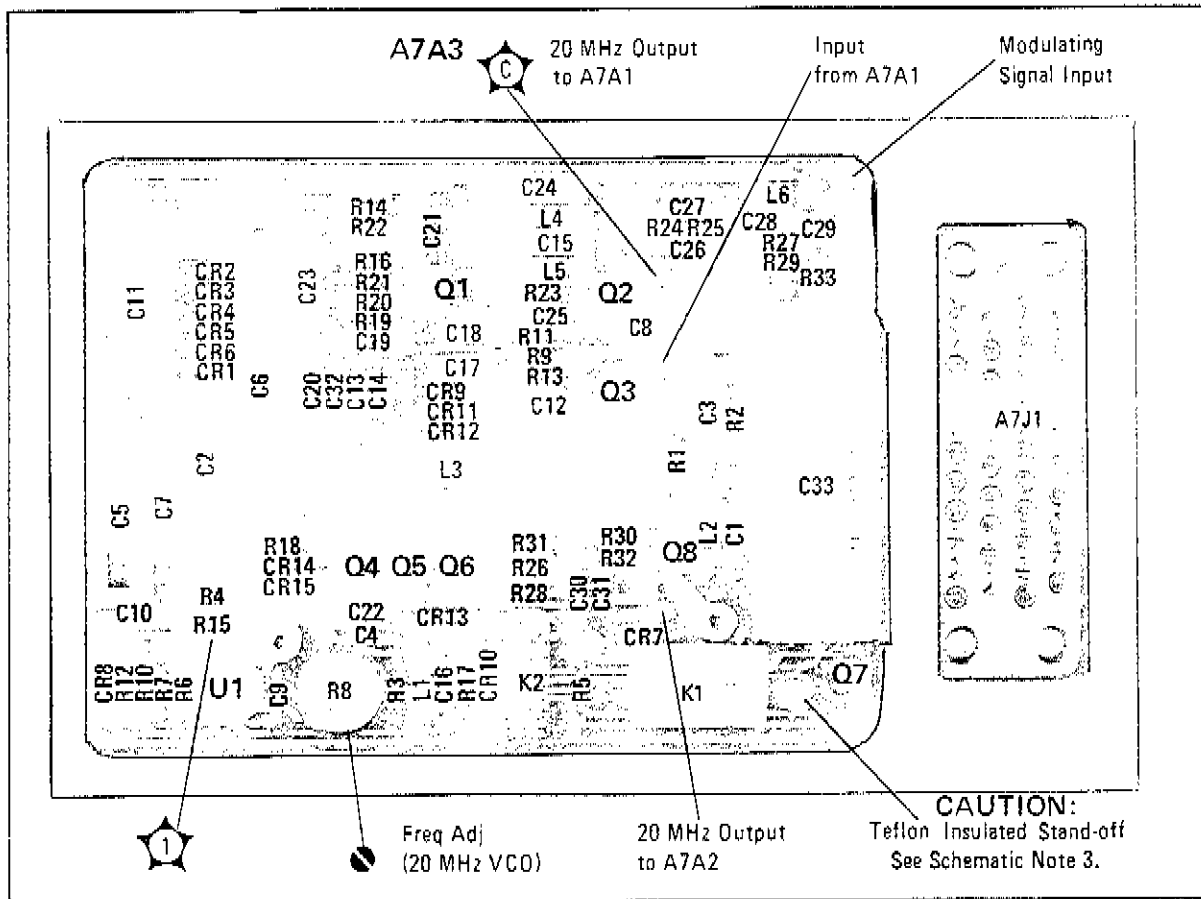 A7A3
C
20 MHz Output
to A7A1
Input
from A7A1
Modulating
Signal Input
C24
L6
R14
R22
C21
L4
C15
C27
R24 R25
C26
C28
C29
R27
R29
R33
CR2
CR3
CR4
CR5
CR6
CR1
C11
C23
R16
R21
R20
R19
C19
Q1
L5
R23
C25
R11
R9
R13
C12
Q2
C8
C18
C17
CR9
CR11
CR12
Q3
C6
C20
C32
C13
C14
C3
R2
A7J1
C2
L3
R1
C33
C5
C7
R18
CR14
CR15
Q4
Q5
Q6
R31
R26
R28
R30
R32
C30
C31
Q8
L2
C1
C10
R4
R15
C22
C4
CR13
CR7
CR8
R12
R10
R7
R6
U1
C9
R8
R3
L1
C16
R17
CR10
K2
R5
K1
Q7
1
Freq Adj
(20 MHz VCO)
20 MHz Output
to A7A2
CAUTION:
Teflon Insulated Stand-off
See Schematic Note 3.